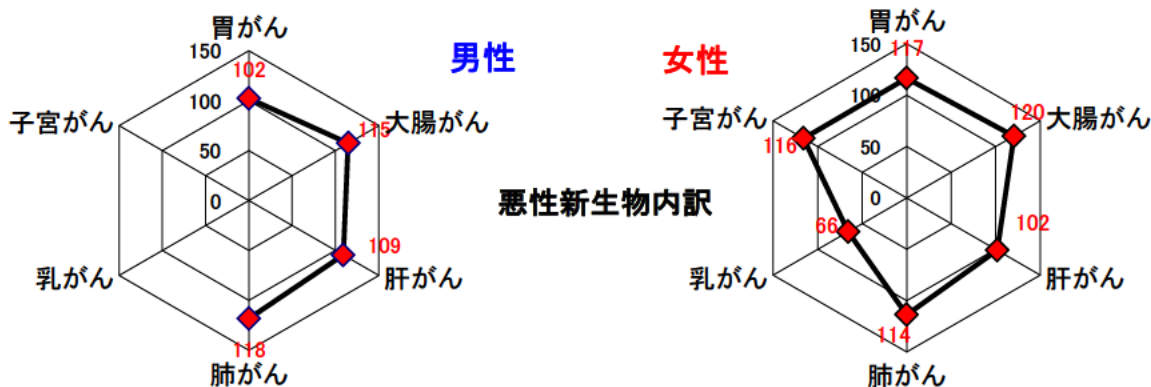 胃がん
150
102
100
50
0
子宮がん
大腸がん
115
乳がん
肝がん
109
118
肺がん
男性
女性
悪性新生物内訳
胃がん
150
117
100
50
0
子宮がん
116
大腸がん
120
66
102
乳がん
肝がん
114
肺がん